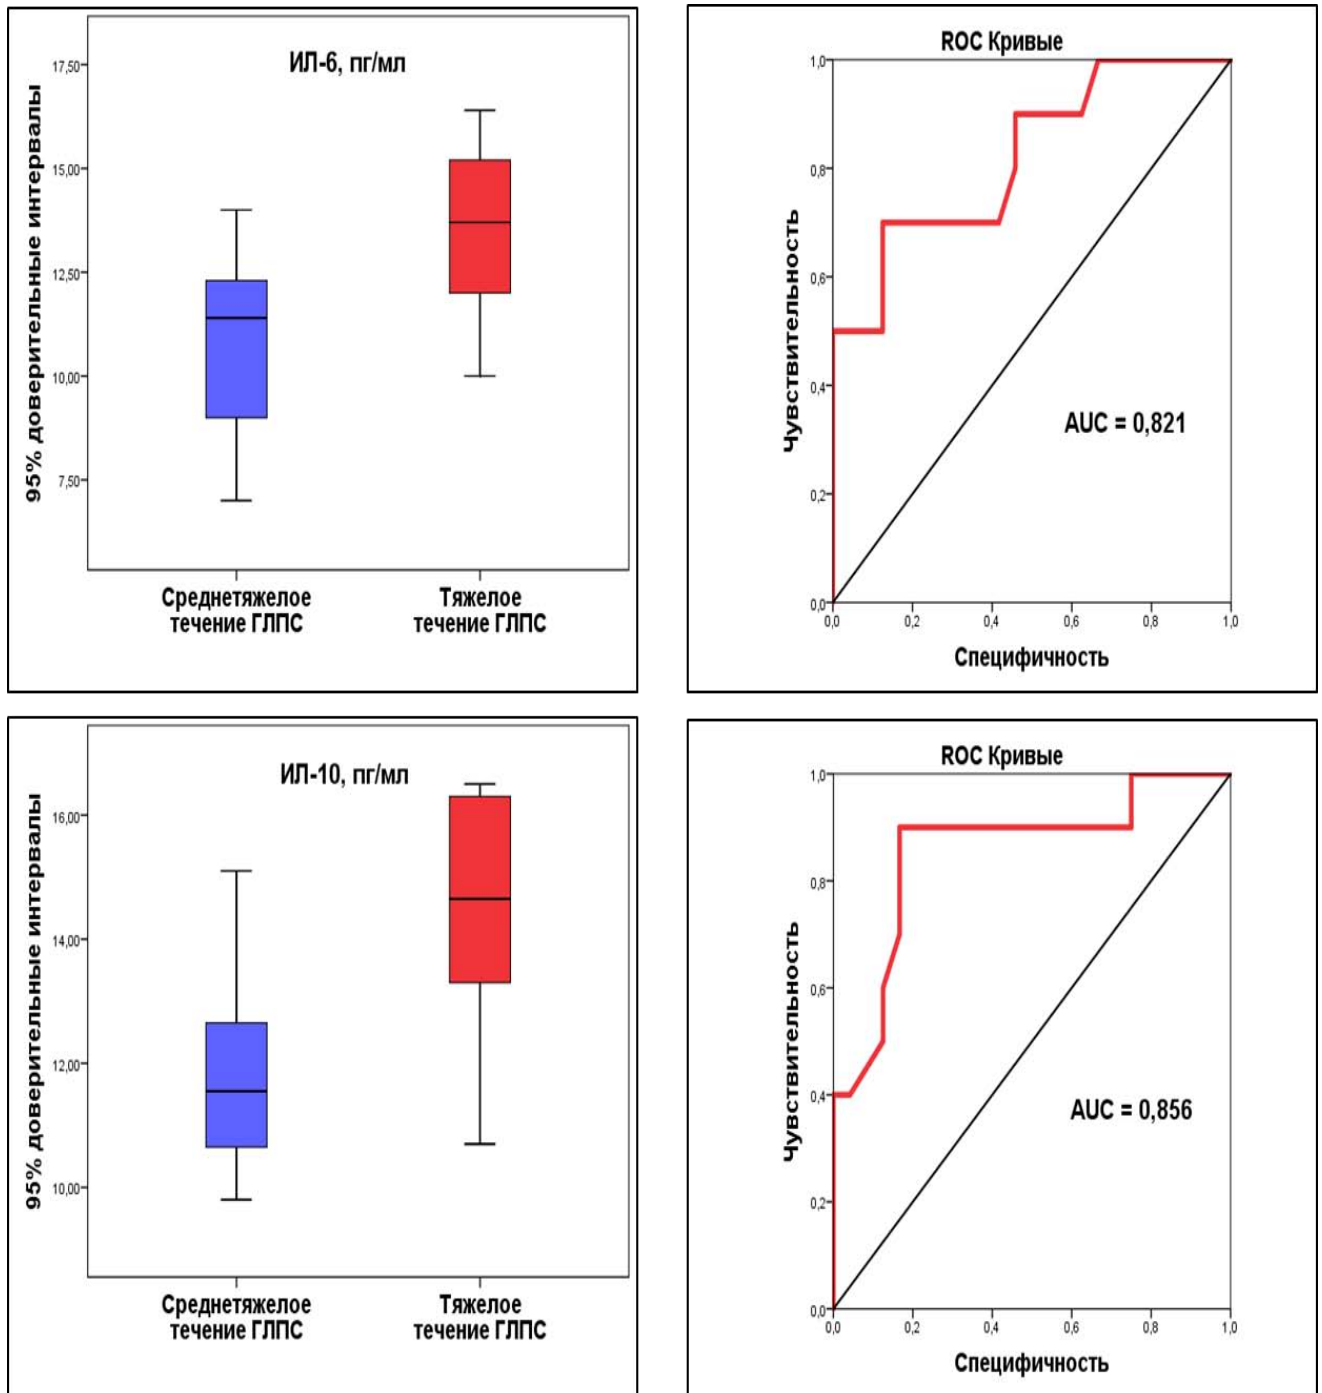 ИЛ-6, пг/мл
95% доверительные интервалы
17,50
15,00
12,50
10,00
7,50
Среднетяжелое
течение ГЛПС
Тяжелое
течение ГЛПС
ROC Кривые
Чувствительность
1,0
0,8
0,6
0,4
0,2
0,0
AUC = 0,821
0,0 0,2 0,4 0,6 0,8 1,0
Специфичность
ИЛ-10, пг/мл
95% доверительные интервалы
16,00
14,00
12,00
10,00
Среднетяжелое
течение ГЛПС
Тяжелое
течение ГЛПС
ROC Кривые
Чувствительность
1,0
0,8
0,6
0,4
0,2
0,0
AUC = 0,856
0,0 0,2 0,4 0,6 0,8 1,0
Специфичность